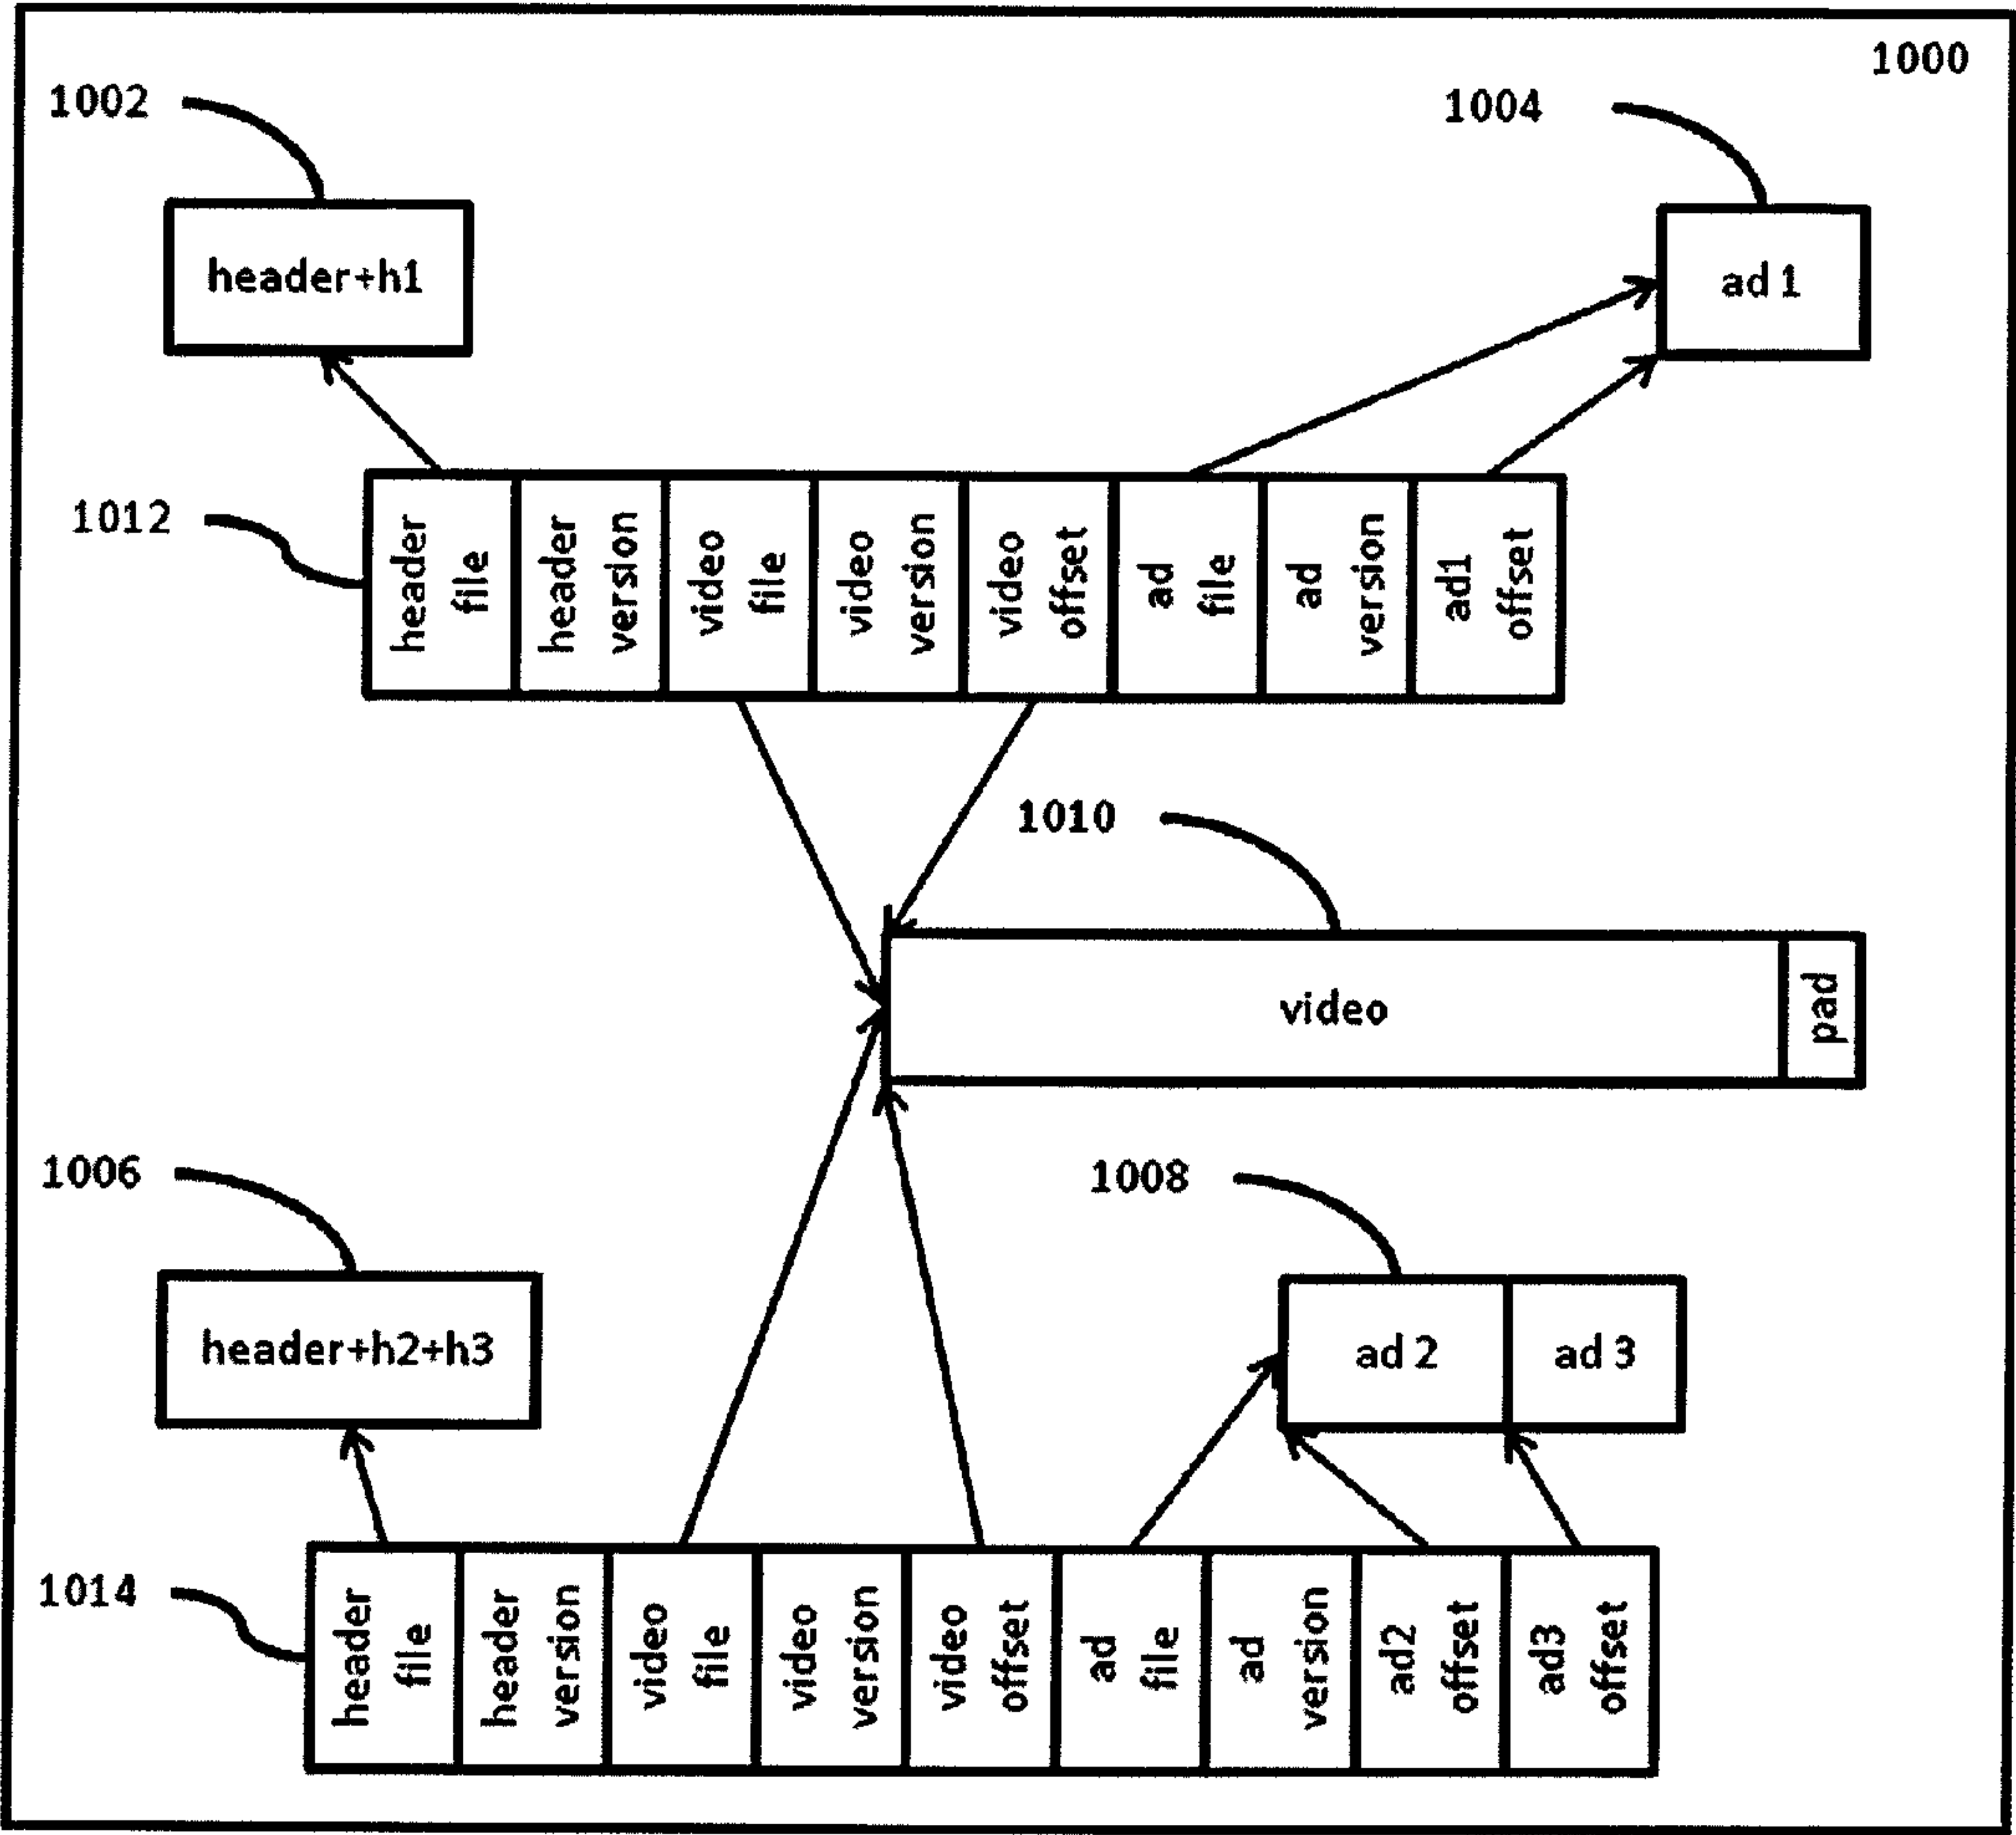 1000
1002
1004
header+h1
ad 1
1012
header
file
header
version
video
file
video
version
video
offset
ad
file
ad
version
ad1
offset
1010
video
pad
1006
1008
header+h2+h3
ad 2
ad 3
1014
header
file
header
version
video
file
video
version
video
offset
ad
file
ad
version
ad2
offset
ad3
offset